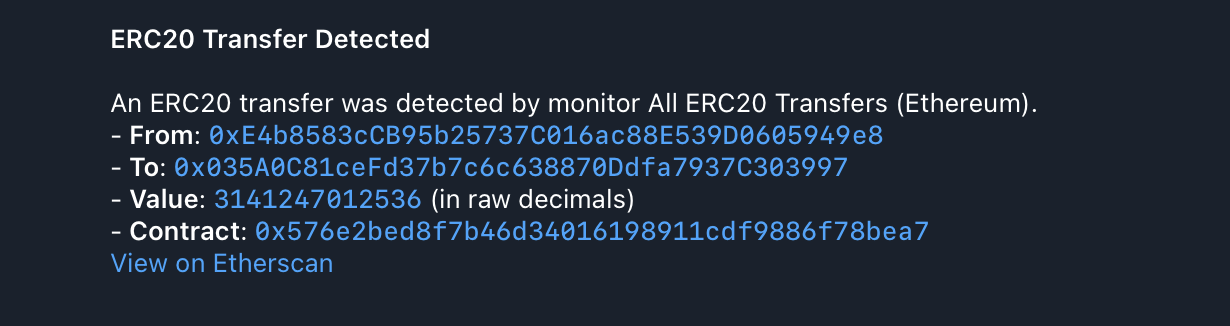 ERC20 Transfer Detected
An ERC20 transfer was detected by monitor All ERC20 Transfers (Ethereum).
- From: 0xE4b8583cCB95b25737C016ac88E539D0605949e8
- To: 0x035A0C81ceFd37b7c6c638870Ddfa7937C303997
- Value: 3141247012536 (in raw decimals)
- Contract: 0x576e2bed8f7b46d34016198911cdf9886f78bea7
View on Etherscan